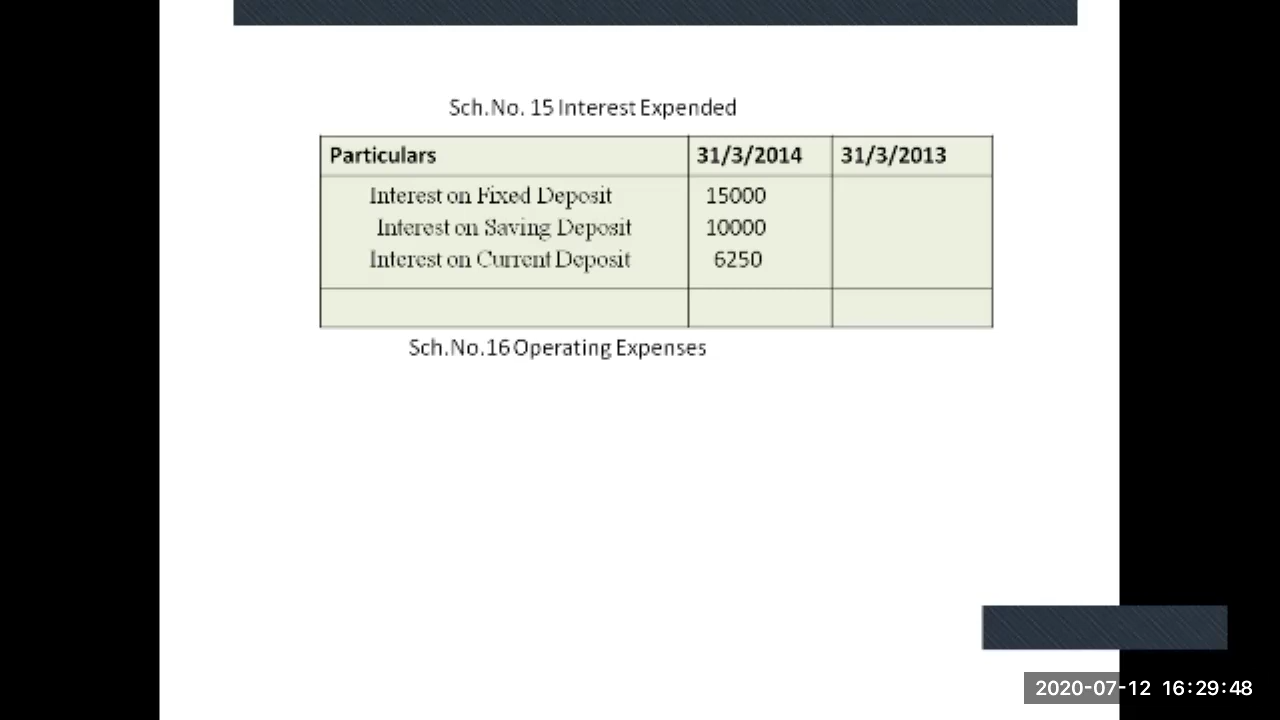 Sch.No. 15 Interest Expended
Particulars 31/3/2014 31/3/2013
Interest on Fixed Deposit 15000
Interest on Saving Deposit 10000
Interest on Current Deposit 6250
Sch.No.16 Operating Expenses
2020-07-12 16:29:48